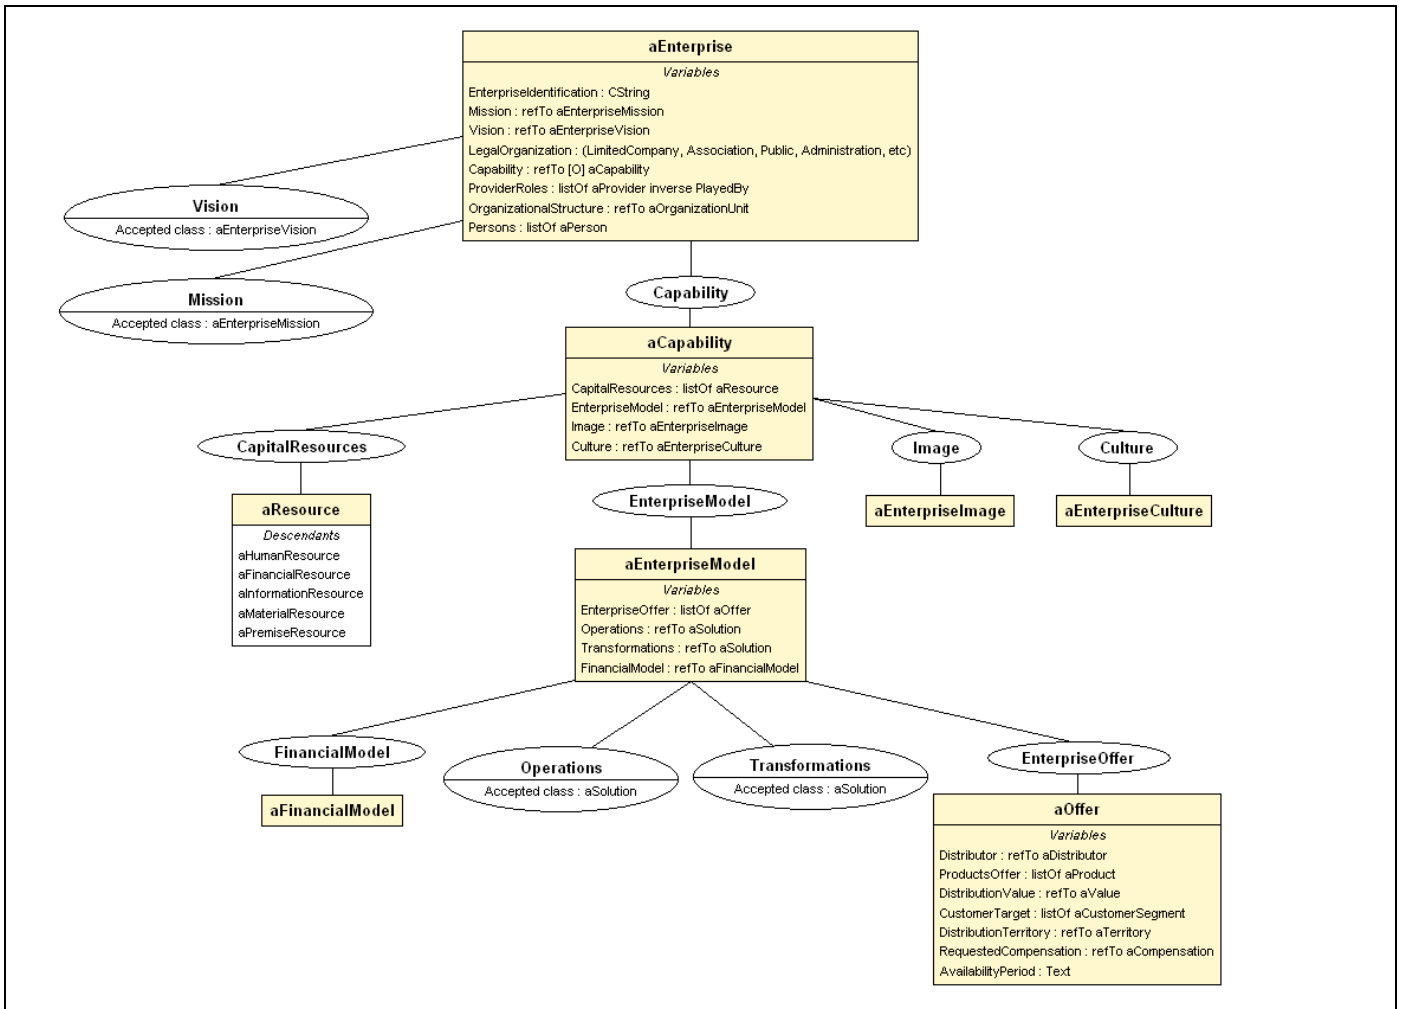 aEnterprise
Variables
EnterpriseIdentification : CString
Mission : refTo aEnterpriseMission
Vision : refTo aEnterpriseVision
LegalOrganization : (LimitedCompany, Association, Public, Administration, etc)
Capability : refTo [O] aCapability
ProviderRoles : listOf aProvider inverse PlayedBy
OrganizationalStructure : refTo aOrganizationUnit
Persons : listOf aPerson
Vision
Accepted class : aEnterpriseVision
Mission
Accepted class : aEnterpriseMission
Capability
aCapability
Variables
CapitalResources : listOf aResource
EnterpriseModel : refTo aEnterpriseModel
Image : refTo aEnterpriseImage
Culture : refTo aEnterpriseCulture
CapitalResources
Image
Culture
aResource
Descendants
aHumanResource
aFinancialResource
aInformationResource
aMaterialResource
aPremiseResource
EnterpriseModel
aEnterpriseImage
aEnterpriseCulture
aEnterpriseModel
Variables
EnterpriseOffer : listOf aOffer
Operations : refTo aSolution
Transformations : refTo aSolution
FinancialModel : refTo aFinancialModel
FinancialModel
aFinancialModel
Operations
Accepted class : aSolution
Transformations
Accepted class : aSolution
EnterpriseOffer
aOffer
Variables
Distributor : refTo aDistributor
ProductsOffer : listOf aProduct
DistributionValue : refTo aValue
CustomerTarget : listOf aCustomerSegment
DistributionTerritory : refTo aTerritory
RequestedCompensation : refTo aCompensation
AvailabilityPeriod : Text